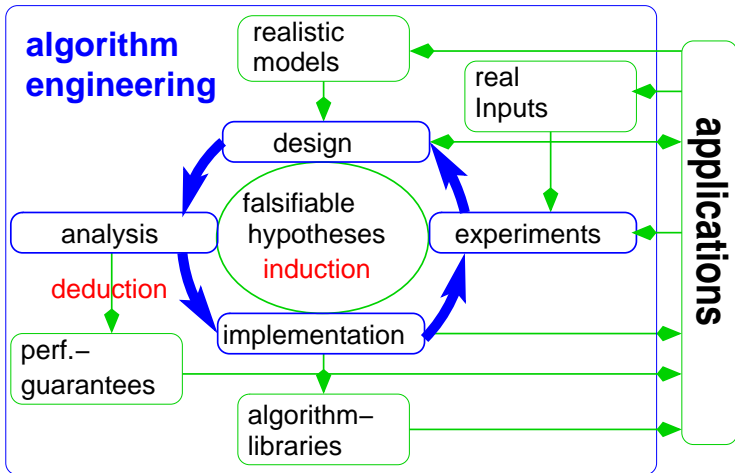 algorithm
engineering
realistic
models
real
Inputs
design
falsifiable
hypotheses
induction
analysis
experiments
deduction
implementation
perf.–
guarantees
algorithm–
libraries
applications